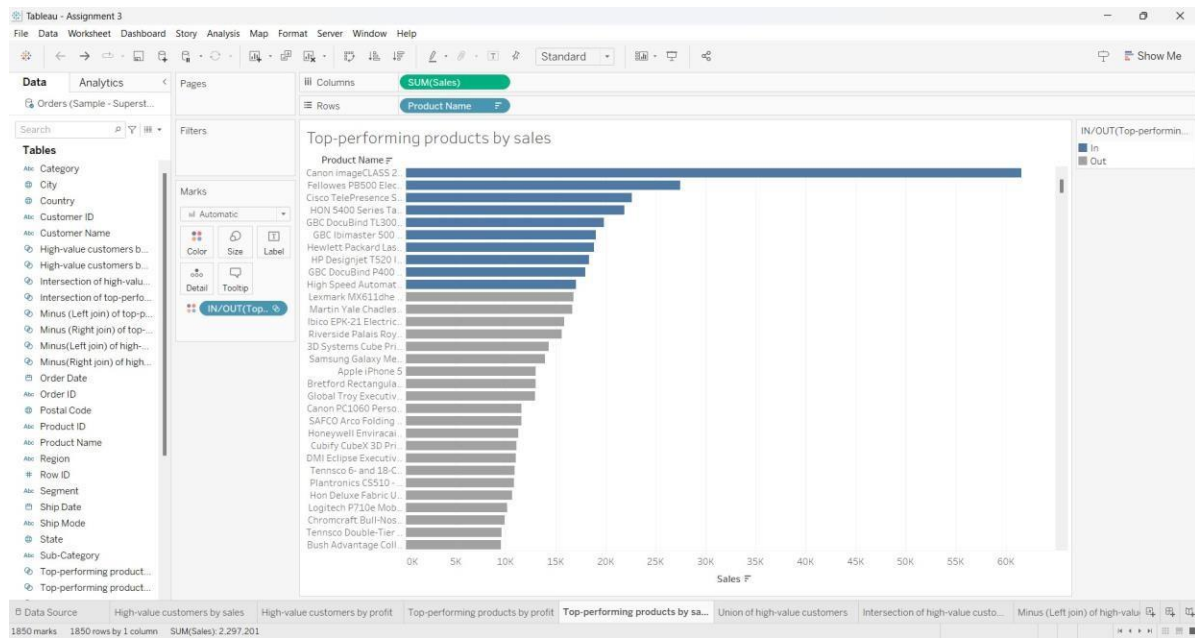 Tableau - Assignment 3
File Data Worksheet Dashboard Story Analysis Map Format Server Window Help
Standard
Show Me
Data Analytics
Pages
Columns
SUM(Sales)
Orders (Sample - Superst...
Rows
Product Name
Search
Filters
Tables
Abc Category
City
Country
Abc Customer ID
Abc Customer Name
High-value customers b...
High-value customers b...
Intersection of high-valu...
Intersection of top-perfo...
Minus (Left join) of top-p...
Minus (Right join) of top-...
Minus(Left join) of high-...
Minus(Right join) of high...
Order Date
Abc Order ID
Postal Code
Abc Product ID
Abc Product Name
Abc Region
# Row ID
Abc Segment
Ship Date
Abc Ship Mode
State
Abc Sub-Category
Top-performing product...
Top-performing product...
Marks
Automatic
Color Size Label
Detail Tooltip
IN/OUT(Top..
Top-performing products by sales
Product Name
Canon imageCLASS 2..
Fellowes PB500 Elec..
Cisco TelePresence S..
HON 5400 Series Ta..
GBC DocuBind TL300..
GBC Ibimaster 500 ..
Hewlett Packard Las..
HP Designjet T520 I..
GBC DocuBind P400 ..
High Speed Automat..
Lexmark MX611dhe ..
Martin Yale Chadles..
Ibico EPK-21 Electric..
Riverside Palais Roy..
3D Systems Cube Pri..
Samsung Galaxy Me..
Apple iPhone 5
Bretford Rectangula..
Global Troy Executiv..
Canon PC1060 Perso..
SAFCO Arco Folding ..
Honeywell Enviracai..
Cubify CubeX 3D Pri..
DMI Eclipse Executiv..
Tennsco 6- and 18-C..
Plantronics CS510 - ..
Hon Deluxe Fabric U..
Logitech P710e Mob..
Chromcraft Bull-Nos..
Tennsco Double-Tier ..
Bush Advantage Coll..
0K 5K 10K 15K 20K 25K 30K 35K 40K 45K 50K 55K 60K
Sales
IN/OUT(Top-performin...
In
Out
Data Source High-value customers by sales High-value customers by profit Top-performing products by profit Top-performing products by sa... Union of high-value customers Intersection of high-value custo... Minus (Left join) of high-valu
1850 marks 1850 rows by 1 column SUM(Sales): 2,297,201